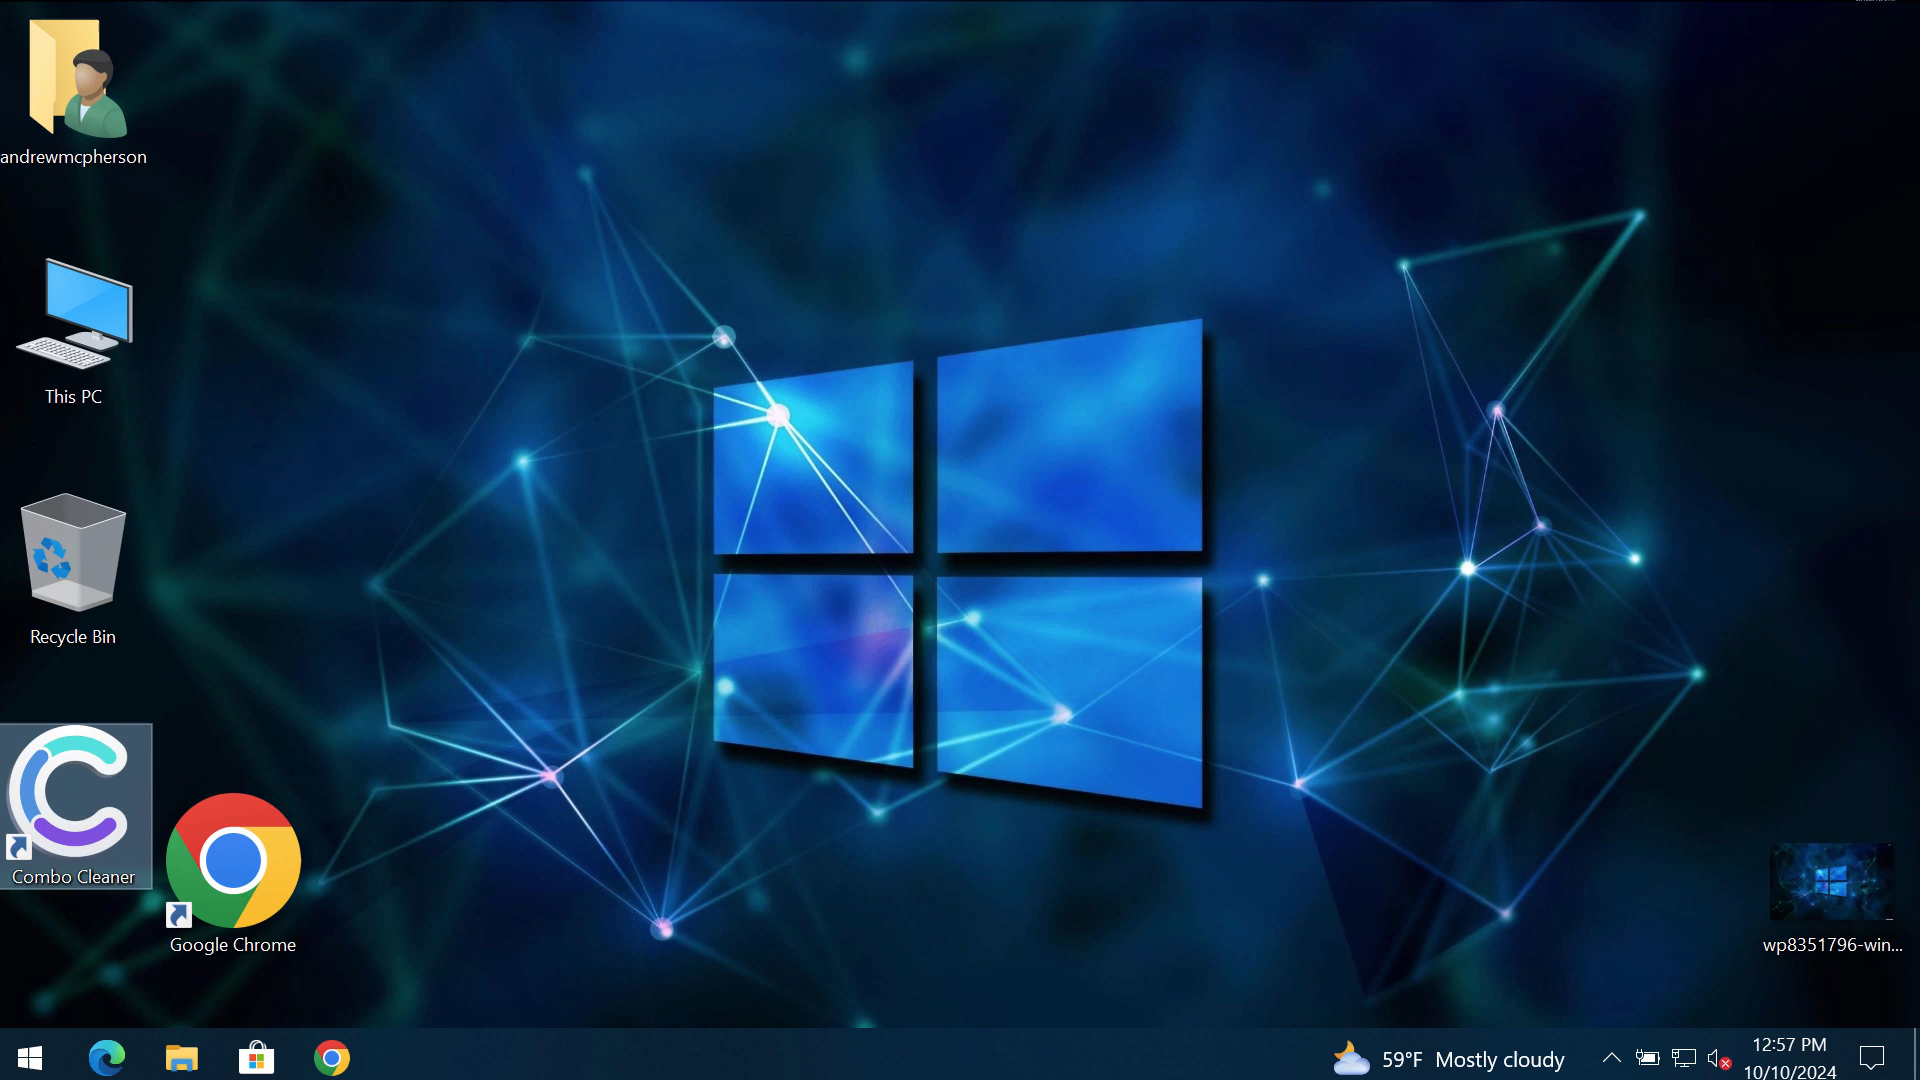 andrewmcpherson
This PC
Recycle Bin
Combo Cleaner
Google Chrome
wp8351796-win...
59°F Mostly cloudy
12:57 PM
10/10/2024